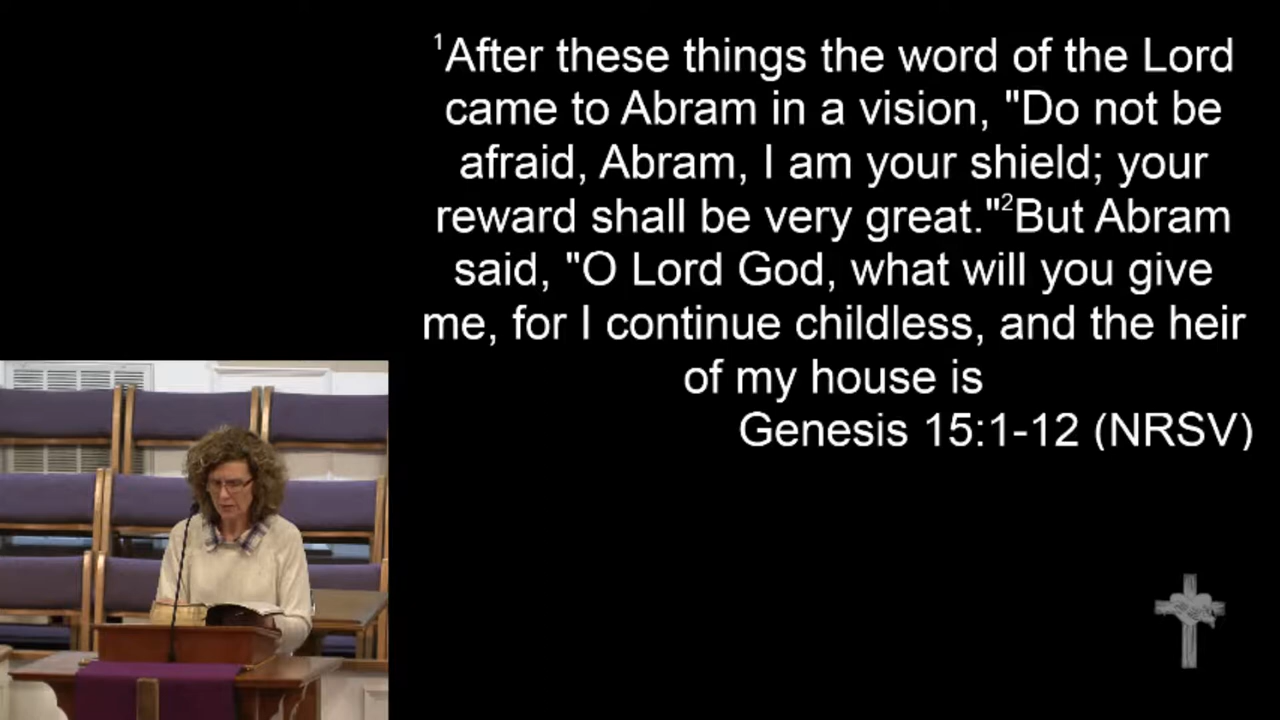 ¹After these things the word of the Lord
came to Abram in a vision, "Do not be
afraid, Abram, I am your shield; your
reward shall be very great."²But Abram
said, "O Lord God, what will you give
me, for I continue childless, and the heir
of my house is
Genesis 15:1-12 (NRSV)